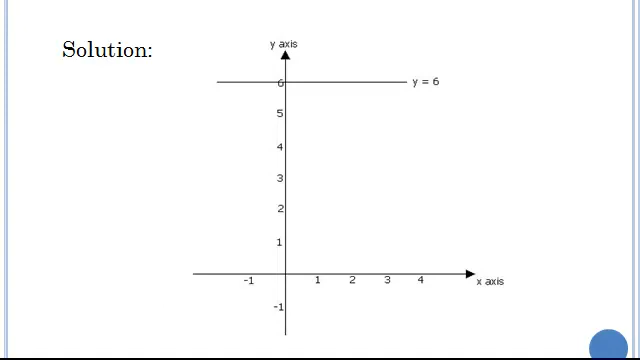 Solution:
y axis
6
y = 6
5
4
3
2
1
-1 1 2 3 4
x axis
-1